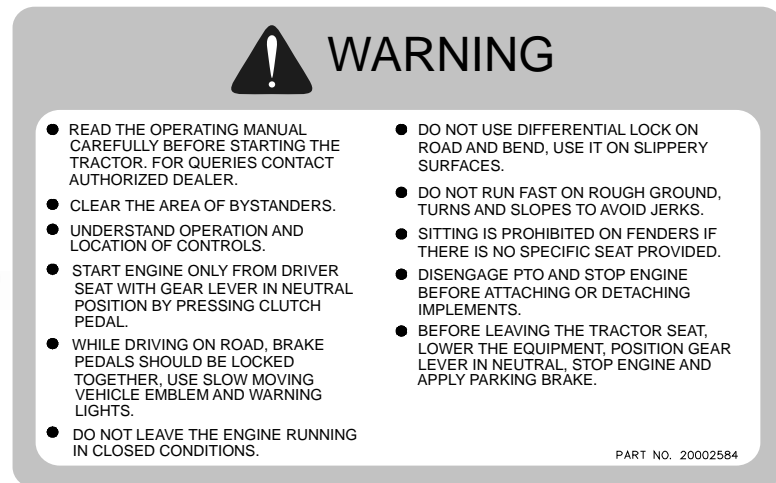 WARNING
READ THE OPERATING MANUAL
CAREFULLY BEFORE STARTING THE
TRACTOR. FOR QUERIES CONTACT
AUTHORIZED DEALER.
CLEAR THE AREA OF BYSTANDERS.
UNDERSTAND OPERATION AND
LOCATION OF CONTROLS.
START ENGINE ONLY FROM DRIVER
SEAT WITH GEAR LEVER IN NEUTRAL
POSITION BY PRESSING CLUTCH
PEDAL.
WHILE DRIVING ON ROAD, BRAKE
PEDALS SHOULD BE LOCKED
TOGETHER, USE SLOW MOVING
VEHICLE EMBLEM AND WARNING
LIGHTS.
DO NOT LEAVE THE ENGINE RUNNING
IN CLOSED CONDITIONS.
DO NOT USE DIFFERENTIAL LOCK ON
ROAD AND BEND, USE IT ON SLIPPERY
SURFACES.
DO NOT RUN FAST ON ROUGH GROUND,
TURNS AND SLOPES TO AVOID JERKS.
SITTING IS PROHIBITED ON FENDERS IF
THERE IS NO SPECIFIC SEAT PROVIDED.
DISENGAGE PTO AND STOP ENGINE
BEFORE ATTACHING OR DETACHING
IMPLEMENTS.
BEFORE LEAVING THE TRACTOR SEAT,
LOWER THE EQUIPMENT, POSITION GEAR
LEVER IN NEUTRAL, STOP ENGINE AND
APPLY PARKING BRAKE.
PART NO. 20002584